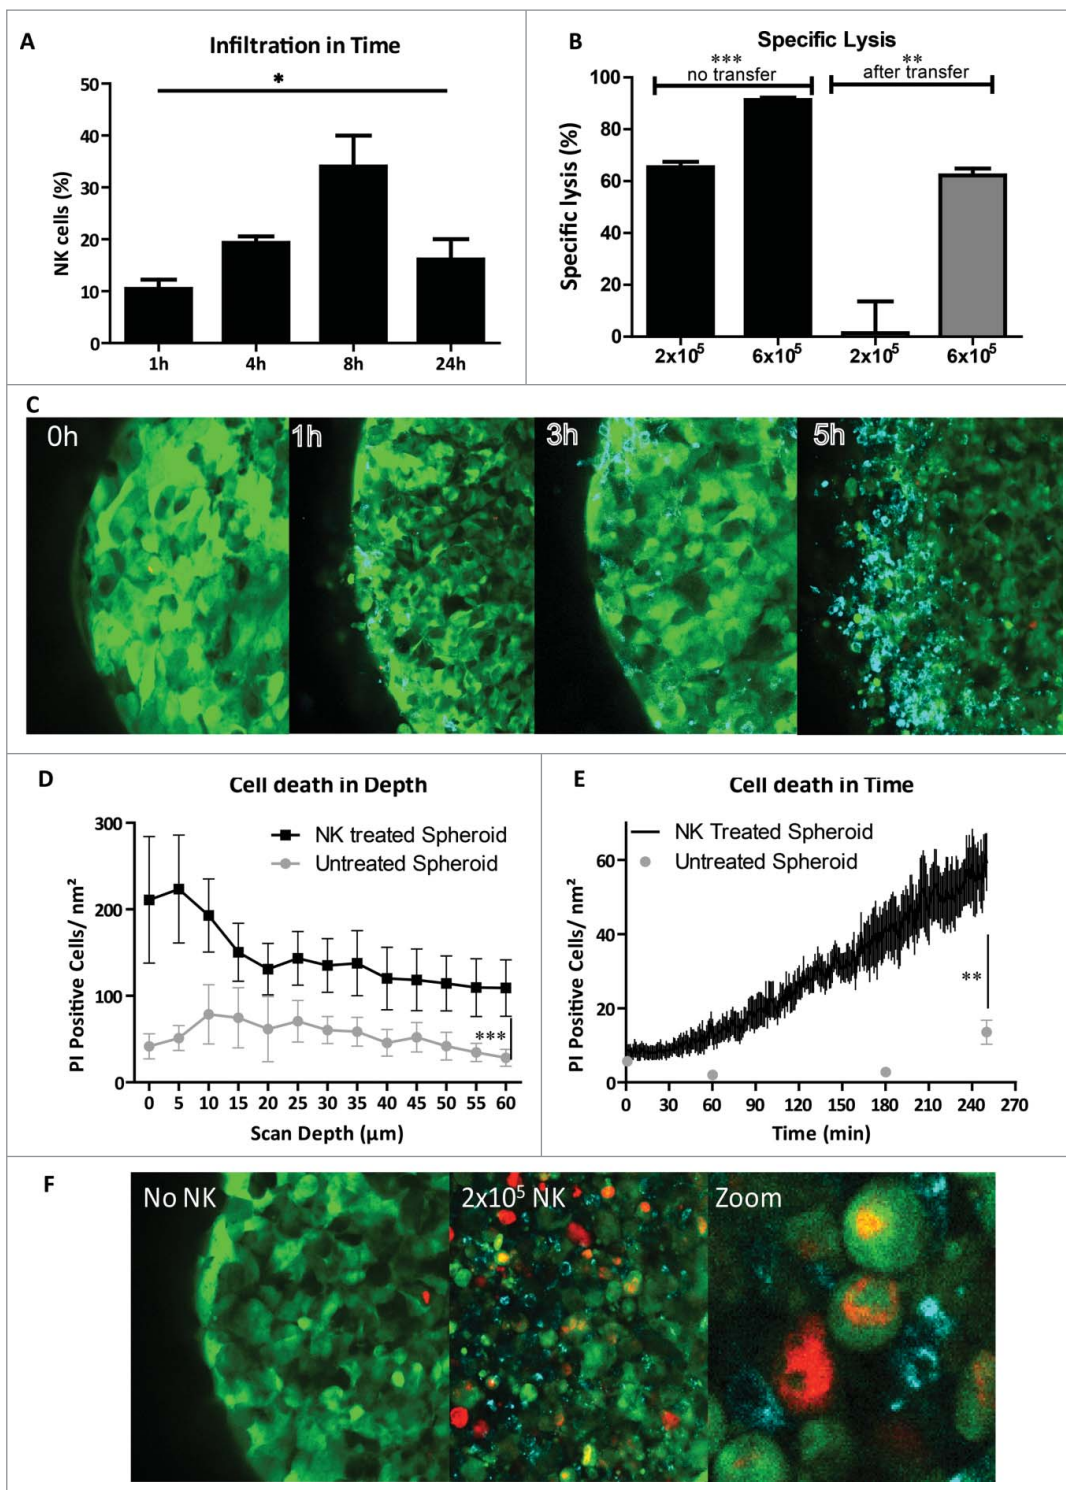 A
Infiltration in Time
*
50
40
30
20
10
0
NK cells (%)
1h 4h 8h 24h
B
Specific Lysis
*** **
no transfer after transfer
100
80
60
40
20
0
Specific lysis (%)
2x10⁵ 6x10⁵ 2x10⁵ 6x10⁵
C
0h 1h 3h 5h
D
Cell death in Depth
300
200
100
0
PI Positive Cells/ nm²
NK treated Spheroid
Untreated Spheroid
***
0 5 10 15 20 25 30 35 40 45 50 55 60
Scan Depth (µm)
E
Cell death in Time
60
40
20
0
PI Positive Cells/ nm²
NK Treated Spheroid
Untreated Spheroid
**
0 30 60 90 120 150 180 210 240 270
Time (min)
F
No NK 2x10⁵ NK Zoom